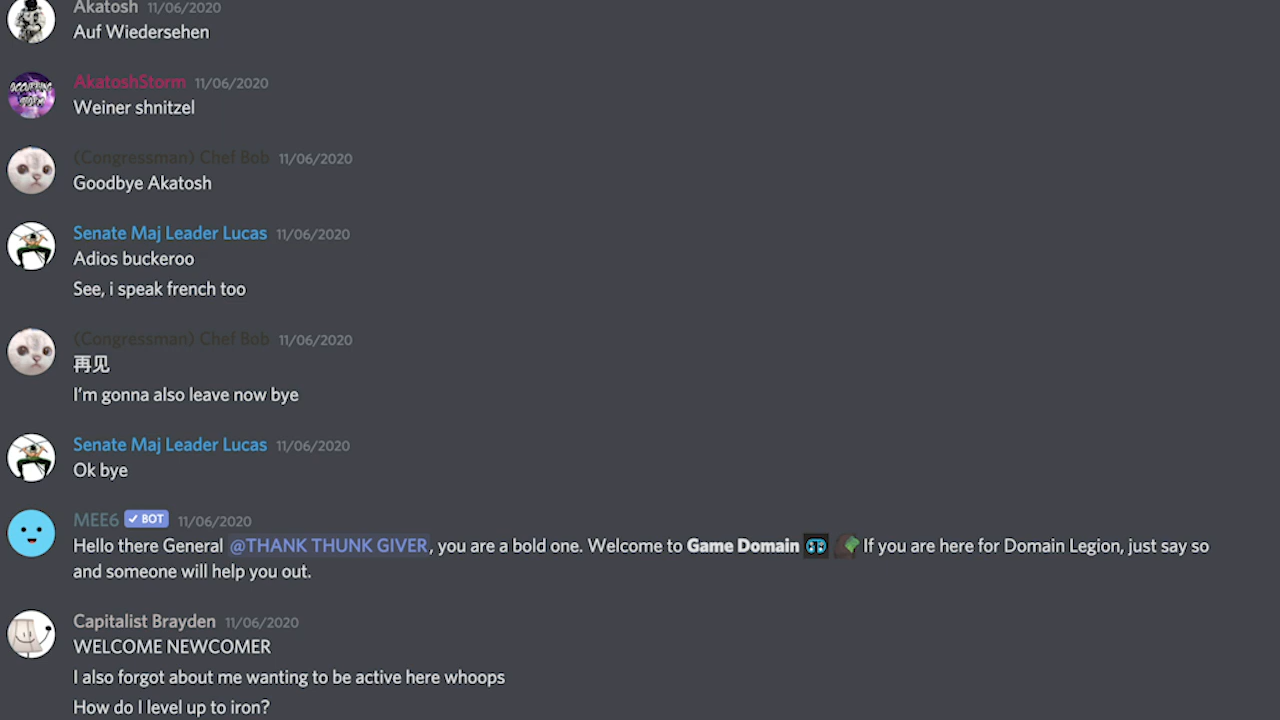 Akatosh 11/06/2020
Auf Wiedersehen
AkatoshStorm 11/06/2020
Weiner shnitzel
(Congressman) Chef Bob 11/06/2020
Goodbye Akatosh
Senate Maj Leader Lucas 11/06/2020
Adios buckeroo
See, i speak french too
(Congressman) Chef Bob 11/06/2020
再见
I'm gonna also leave now bye
Senate Maj Leader Lucas 11/06/2020
Ok bye
MEE6 ✓ BOT 11/06/2020
Hello there General @THANK THUNK GIVER, you are a bold one. Welcome to Game Domain If you are here for Domain Legion, just say so
and someone will help you out.
Capitalist Brayden 11/06/2020
WELCOME NEWCOMER
I also forgot about me wanting to be active here whoops
How do I level up to iron?